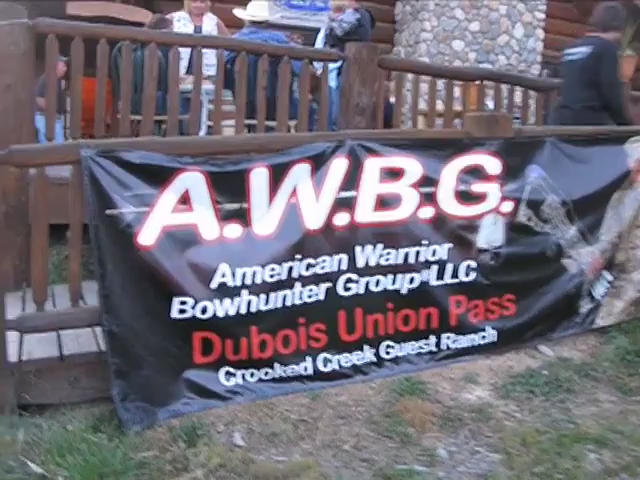 A.W.B.G.
American Warrior
Bowhunter Group LLC
Dubois Union Pass
Crooked Creek Guest Ranch